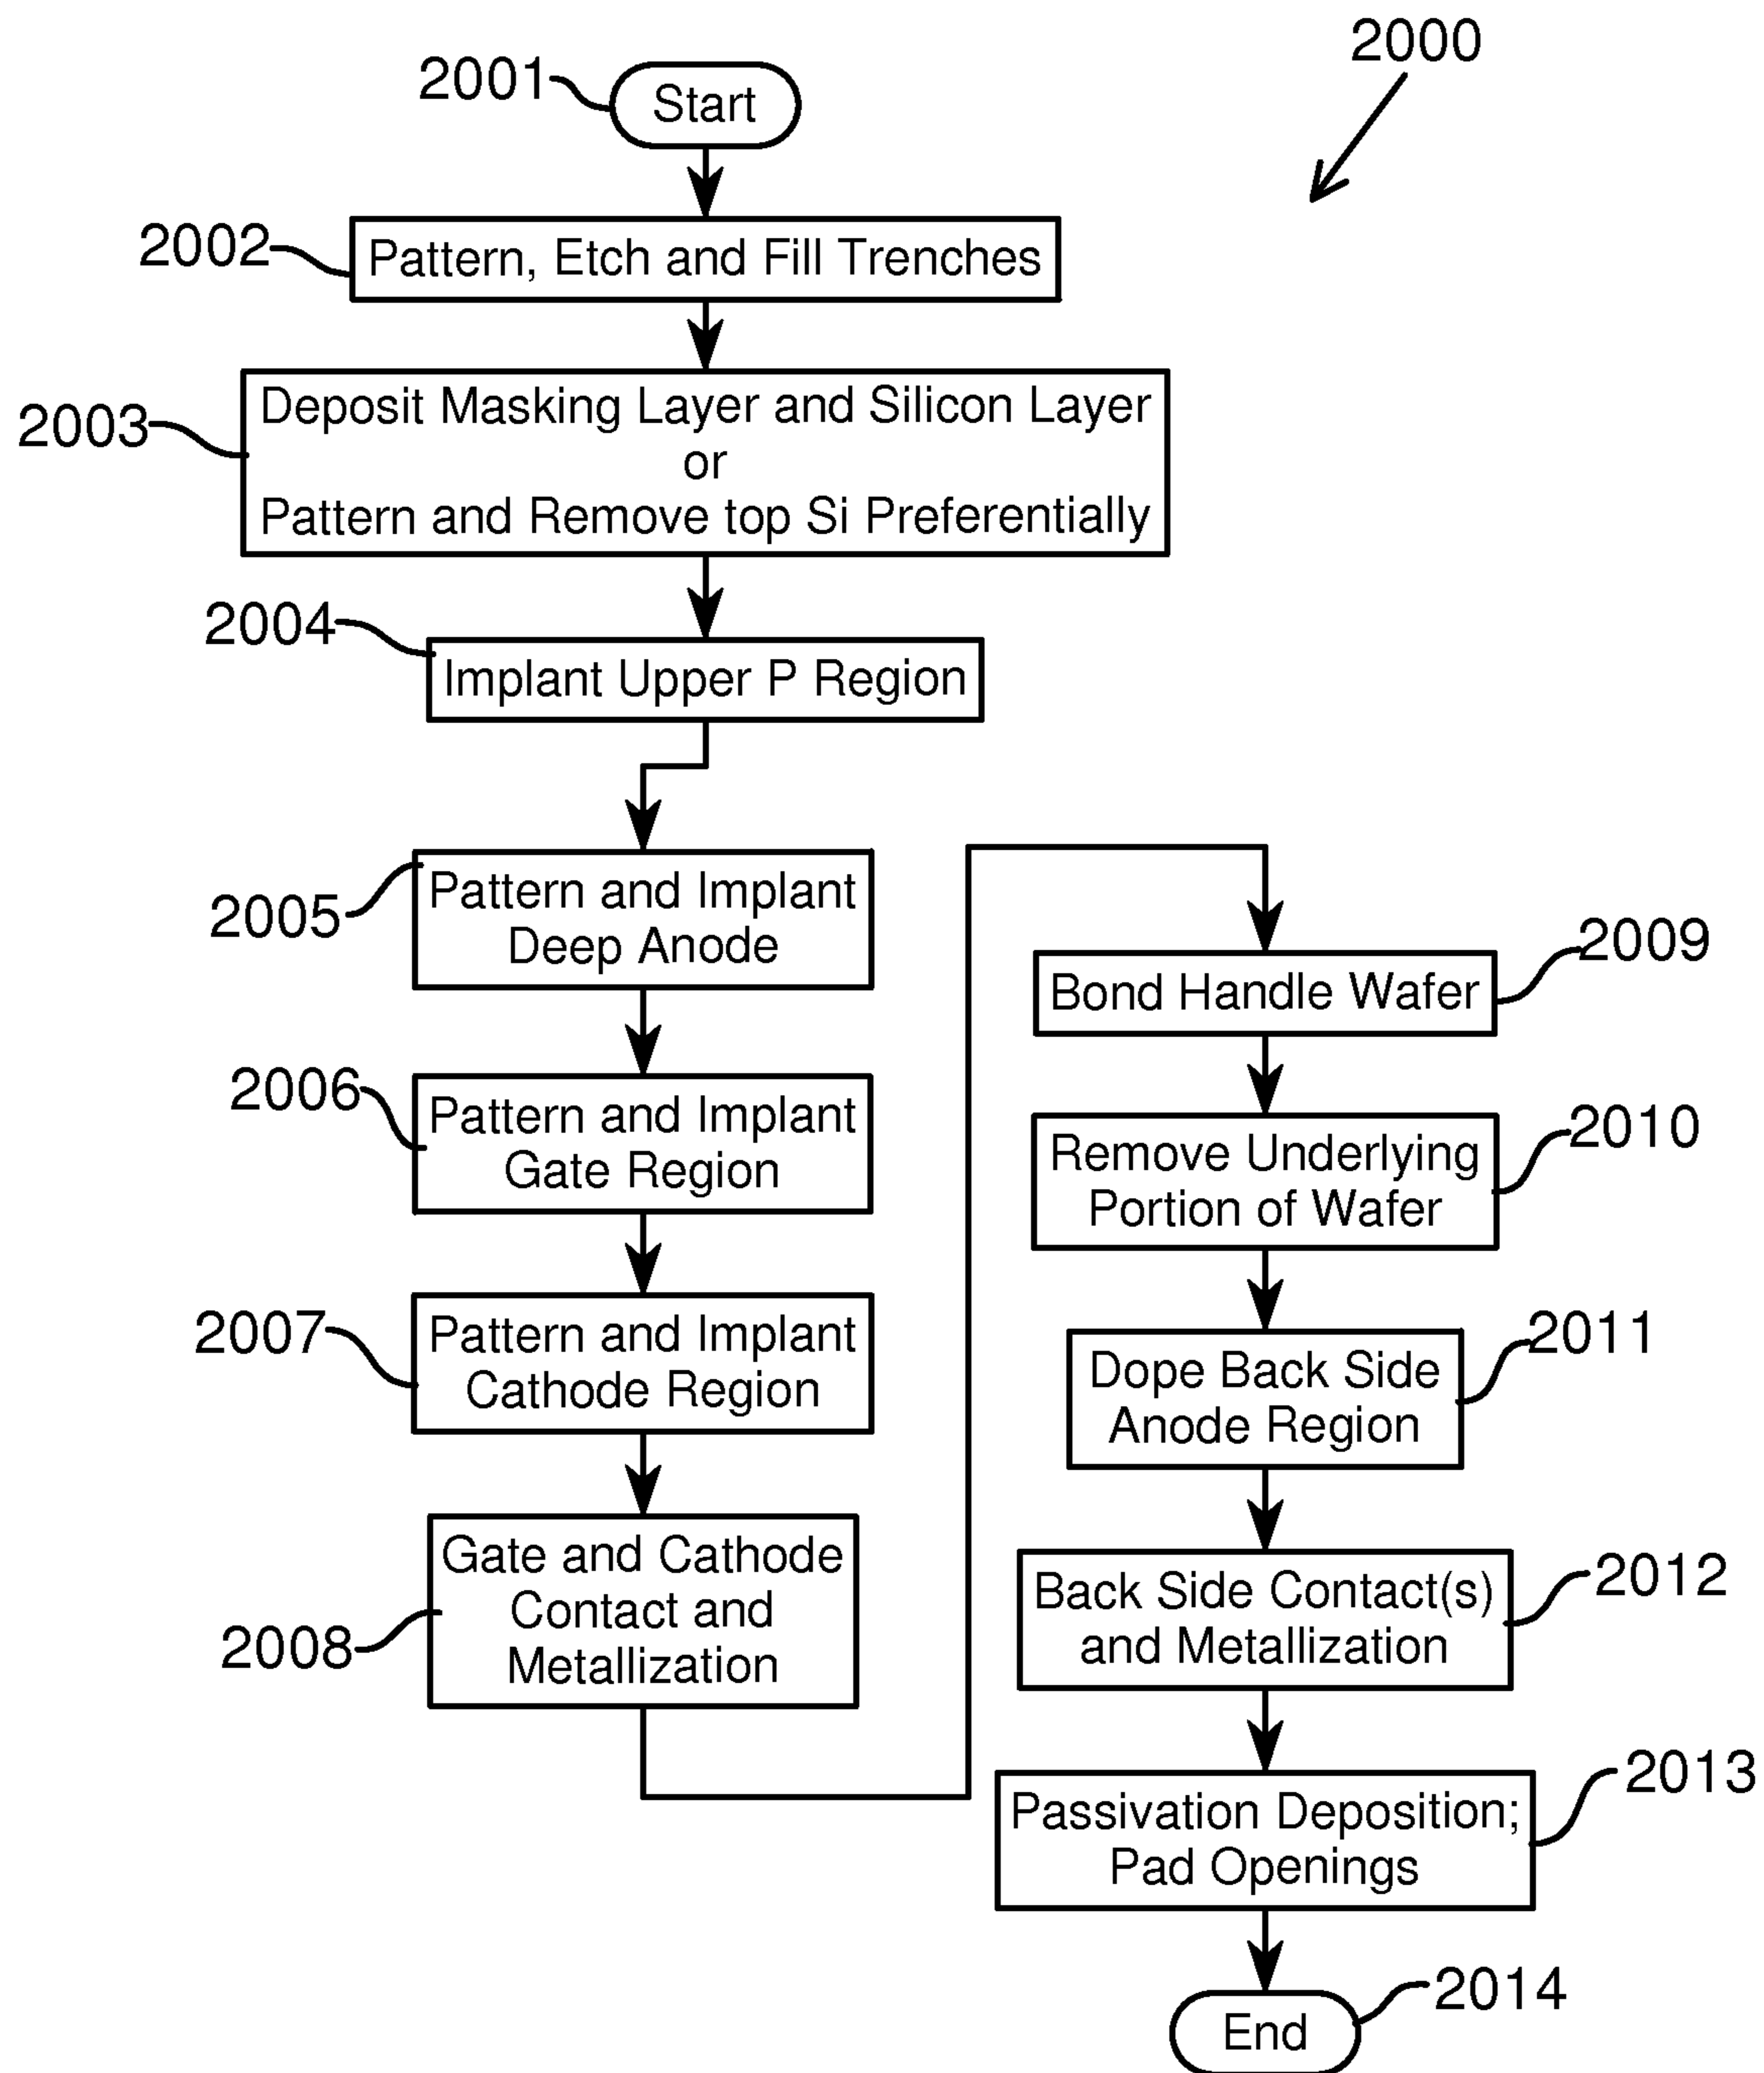 2000
2001
Start
2002
Pattern, Etch and Fill Trenches
2003
Deposit Masking Layer and Silicon Layer
or
Pattern and Remove top Si Preferentially
2004
Implant Upper P Region
2005
Pattern and Implant
Deep Anode
2006
Pattern and Implant
Gate Region
2007
Pattern and Implant
Cathode Region
2008
Gate and Cathode
Contact and
Metallization
2009
Bond Handle Wafer
2010
Remove Underlying
Portion of Wafer
2011
Dope Back Side
Anode Region
2012
Back Side Contact(s)
and Metallization
2013
Passivation Deposition;
Pad Openings
2014
End